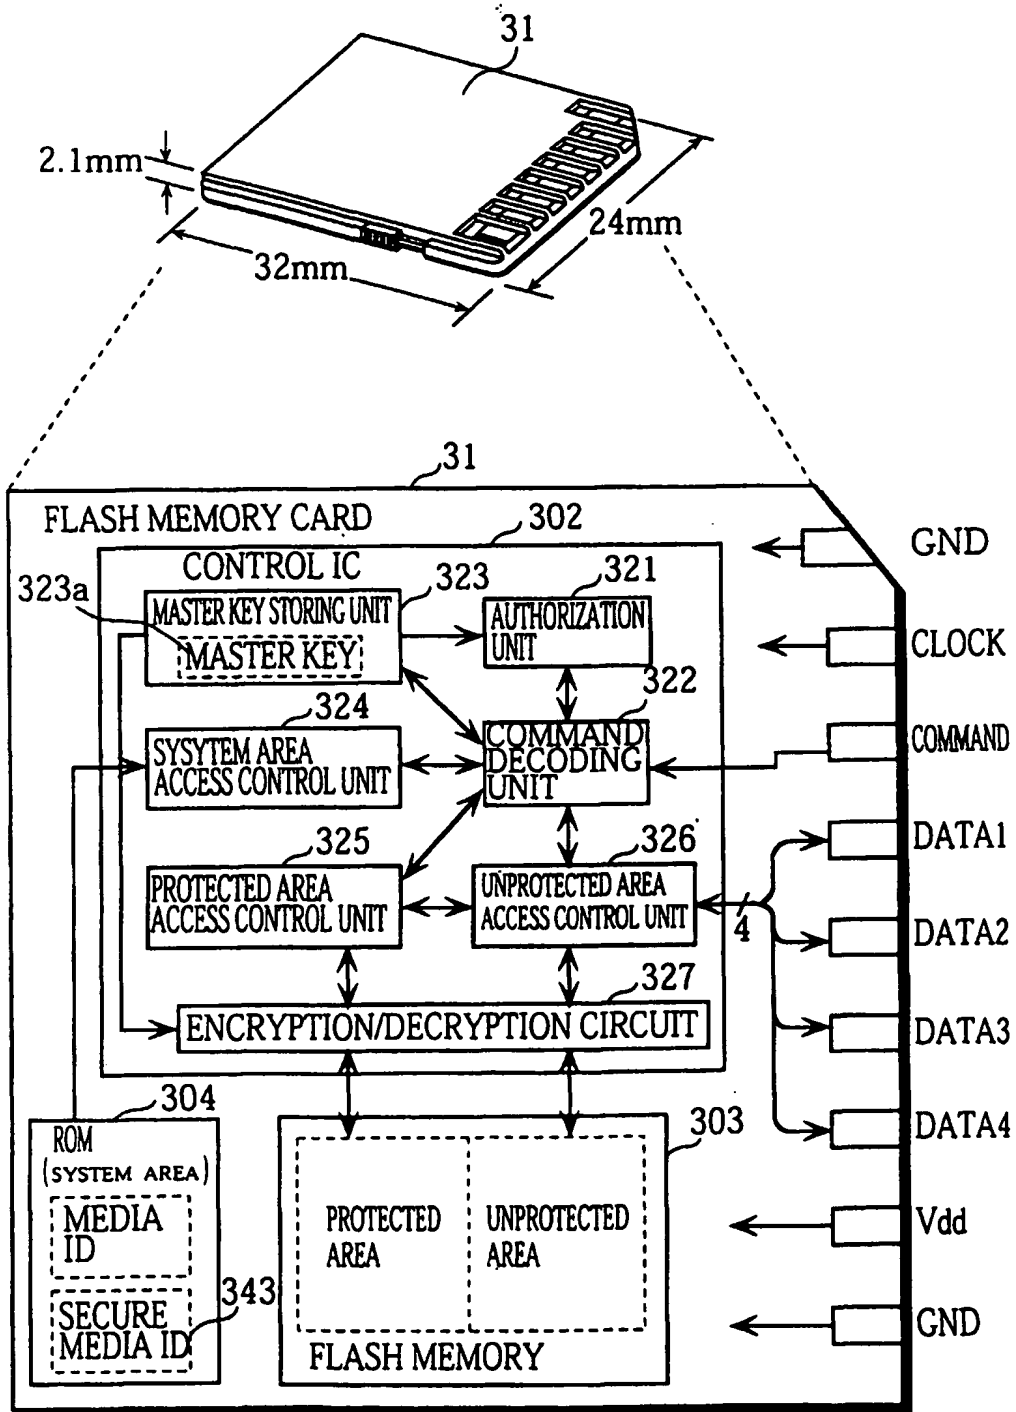 31
2.1mm
24mm
32mm
31
FLASH MEMORY CARD
302
CONTROL IC
323a
323
321
MASTER KEY STORING UNIT
MASTER KEY
AUTHORIZATION
UNIT
324
322
SYSYTEM AREA
ACCESS CONTROL UNIT
COMMAND
DECODING
UNIT
325
326
PROTECTED AREA
ACCESS CONTROL UNIT
UNPROTECTED AREA
ACCESS CONTROL UNIT
4
327
ENCRYPTION/DECRYPTION CIRCUIT
304
ROM
(SYSTEM AREA)
MEDIA
ID
343
SECURE
MEDIA ID
303
PROTECTED
AREA
UNPROTECTED
AREA
FLASH MEMORY
GND
CLOCK
COMMAND
DATA1
DATA2
DATA3
DATA4
Vdd
GND